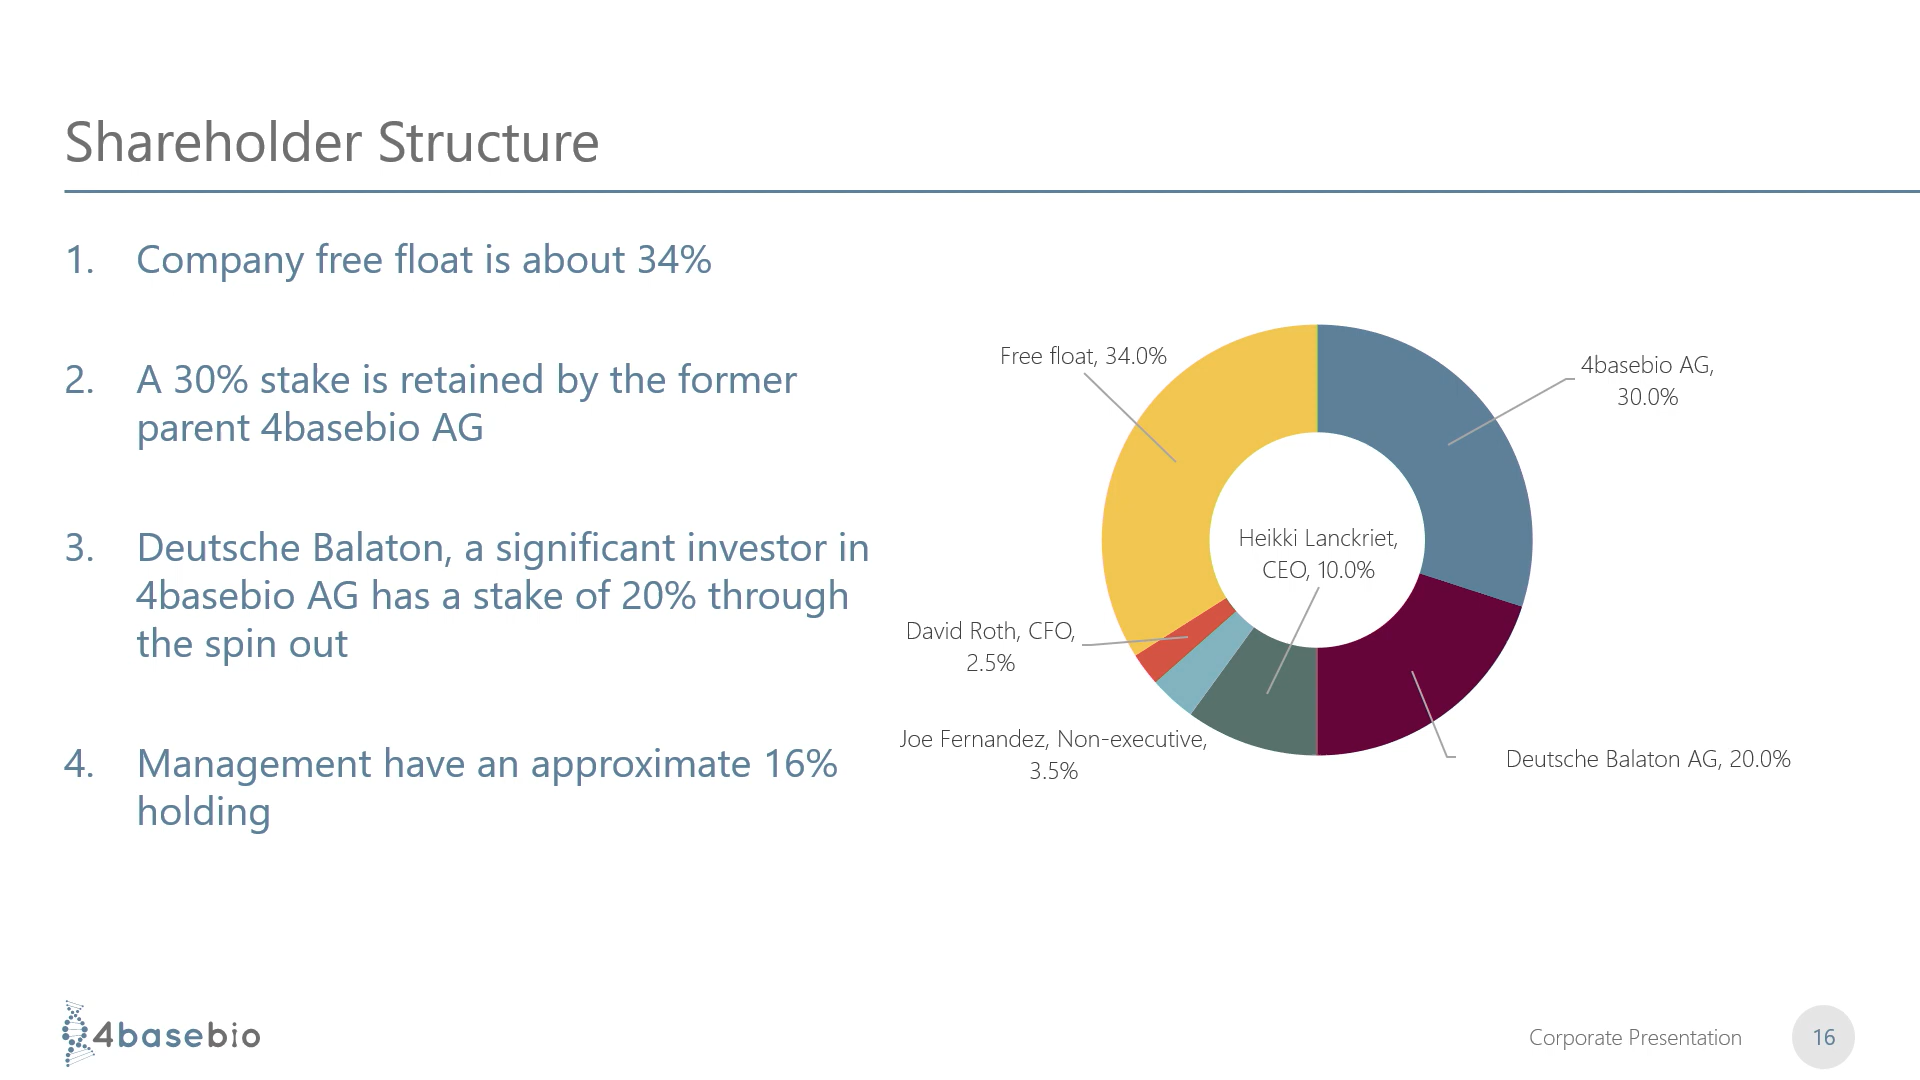 Shareholder Structure
1. Company free float is about 34%
2. A 30% stake is retained by the former
parent 4basebio AG
3. Deutsche Balaton, a significant investor in
4basebio AG has a stake of 20% through
the spin out
4. Management have an approximate 16%
holding
Free float, 34.0%
4basebio AG,
30.0%
Heikki Lanckriet,
CEO, 10.0%
David Roth, CFO,
2.5%
Joe Fernandez, Non-executive,
3.5%
Deutsche Balaton AG, 20.0%
4basebio
Corporate Presentation
16